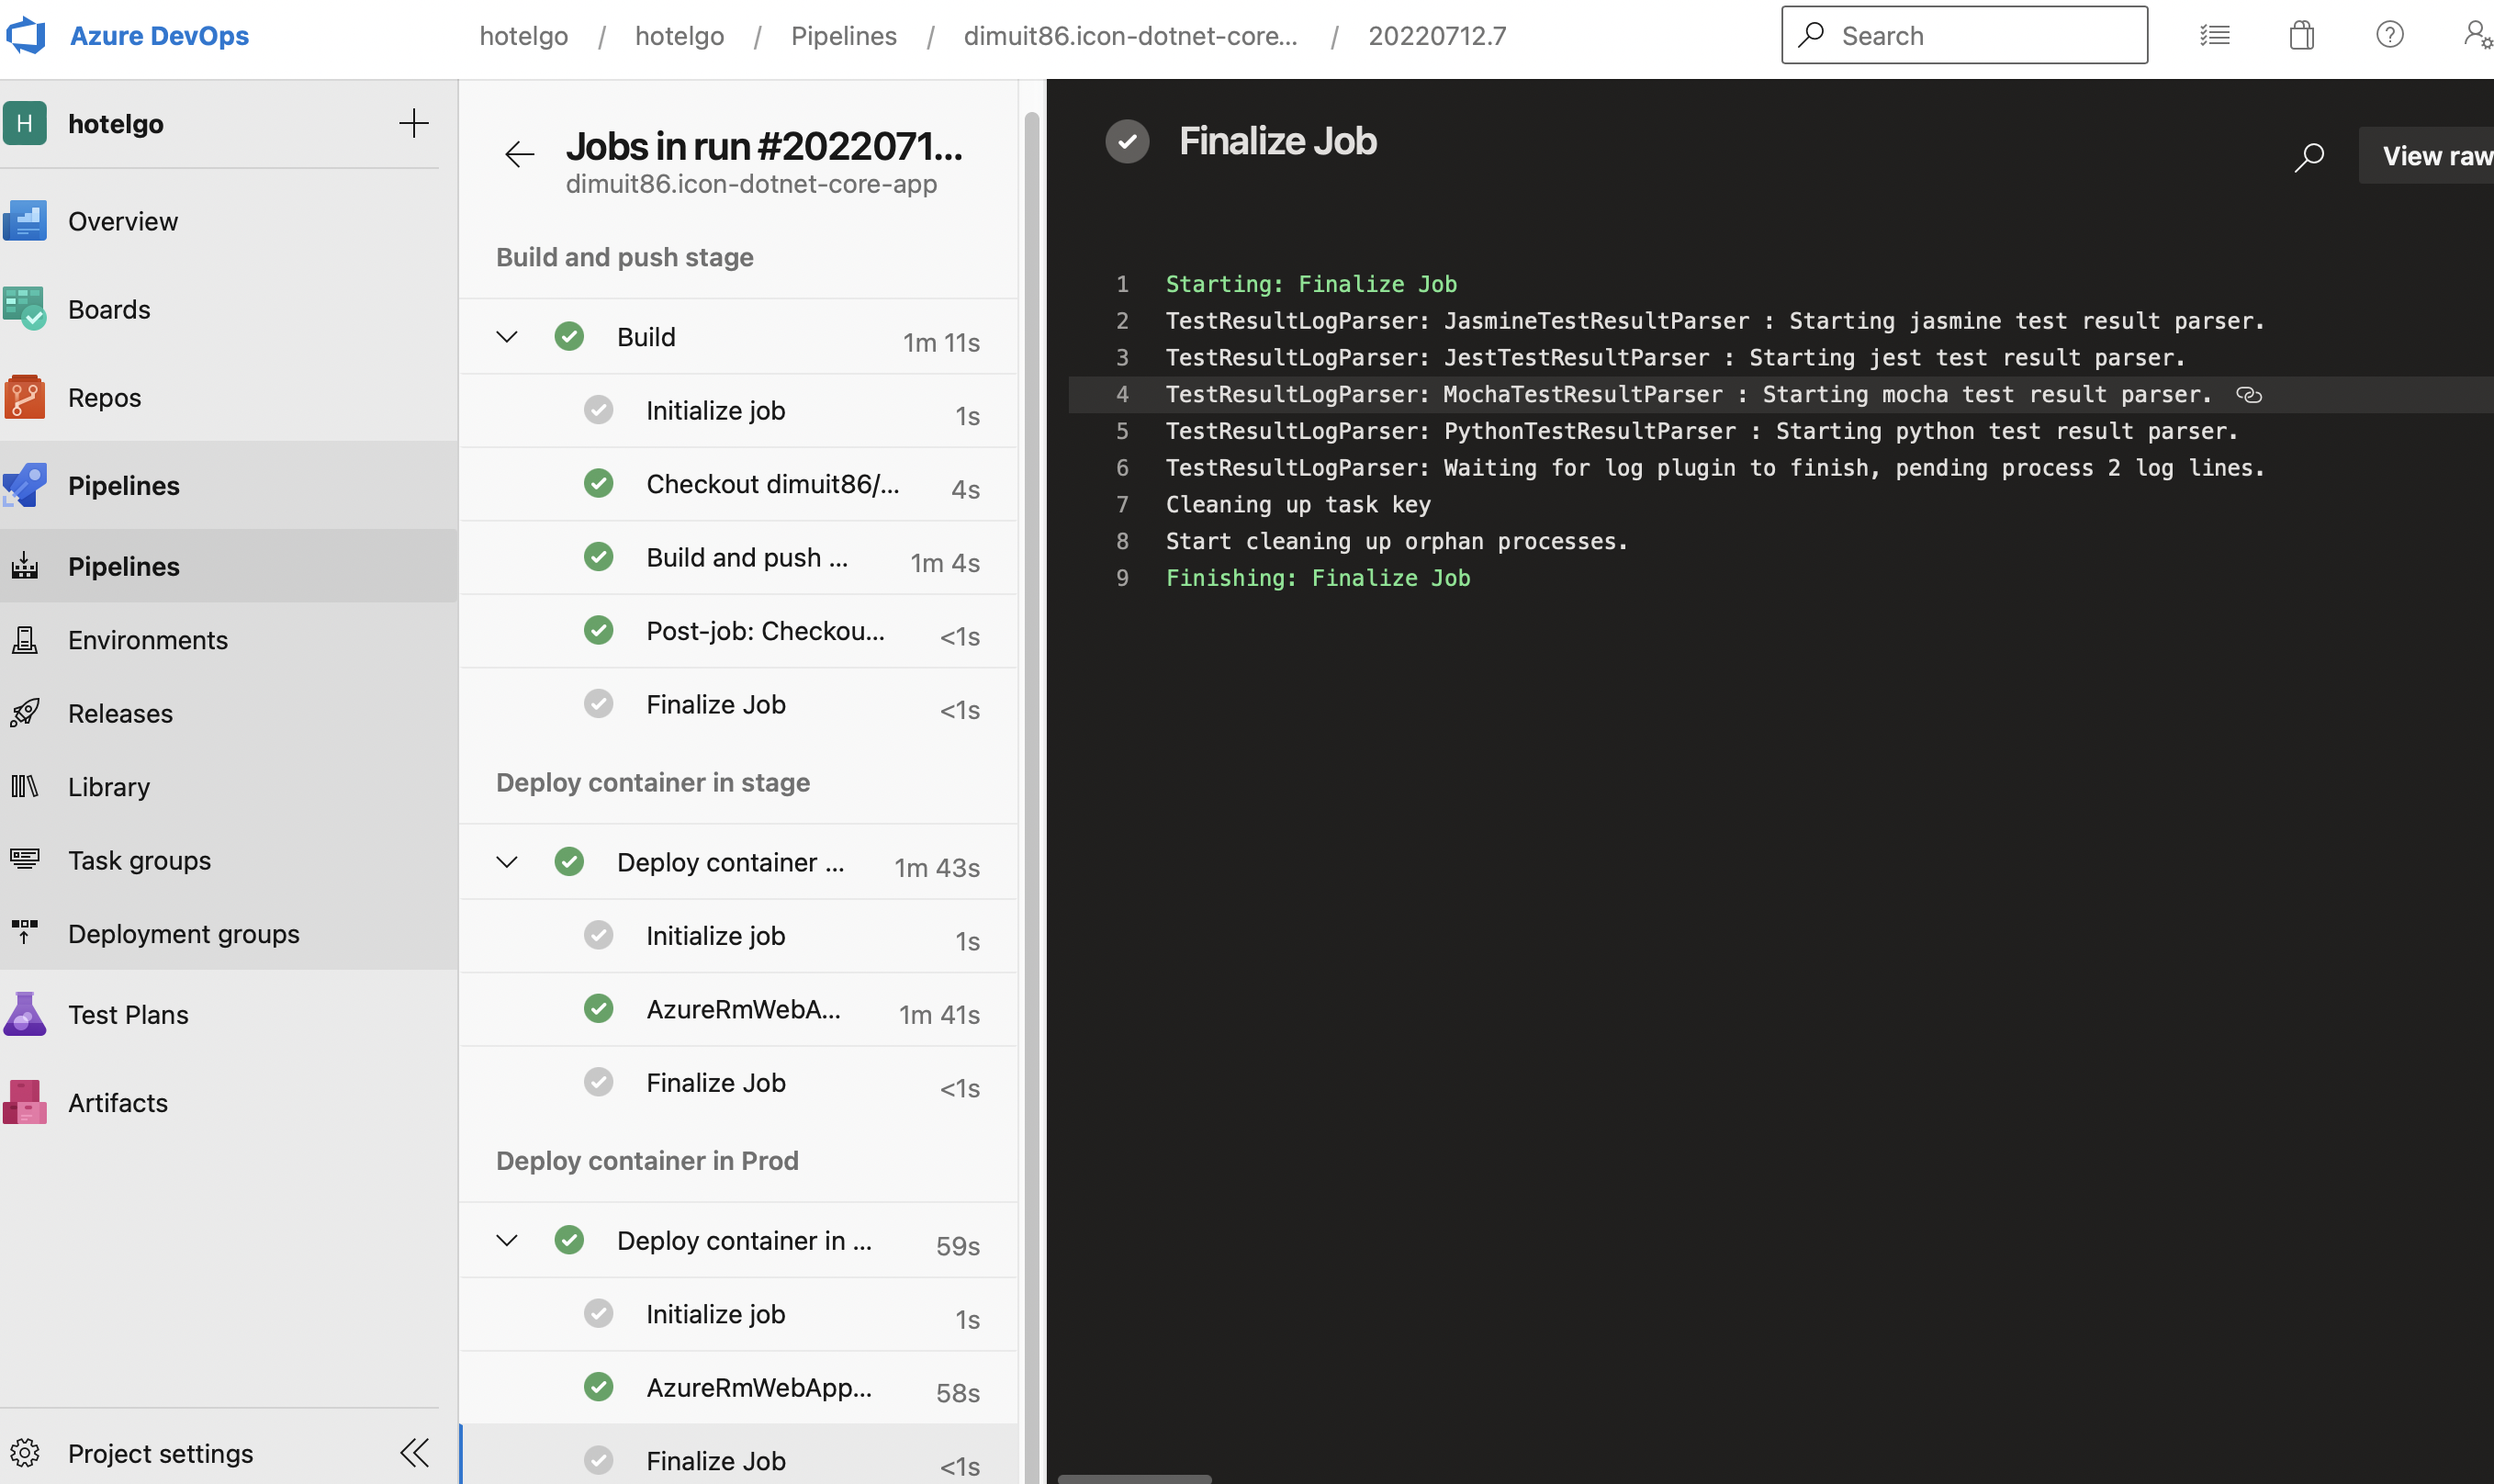 Azure DevOps
hotelgo / hotelgo / Pipelines / dimuit86.icon-dotnet-core... / 20220712.7
Search
H hotelgo
Overview
Boards
Repos
Pipelines
Pipelines
Environments
Releases
Library
Task groups
Deployment groups
Test Plans
Artifacts
Project settings
Jobs in run #2022071...
dimuit86.icon-dotnet-core-app
Build and push stage
Build 1m 11s
Initialize job 1s
Checkout dimuit86/... 4s
Build and push ... 1m 4s
Post-job: Checkou... <1s
Finalize Job <1s
Deploy container in stage
Deploy container ... 1m 43s
Initialize job 1s
AzureRmWebA... 1m 41s
Finalize Job <1s
Deploy container in Prod
Deploy container in ... 59s
Initialize job 1s
AzureRmWebApp... 58s
Finalize Job <1s
Finalize Job
View raw
1 Starting: Finalize Job
2 TestResultLogParser: JasmineTestResultParser : Starting jasmine test result parser.
3 TestResultLogParser: JestTestResultParser : Starting jest test result parser.
4 TestResultLogParser: MochaTestResultParser : Starting mocha test result parser.
5 TestResultLogParser: PythonTestResultParser : Starting python test result parser.
6 TestResultLogParser: Waiting for log plugin to finish, pending process 2 log lines.
7 Cleaning up task key
8 Start cleaning up orphan processes.
9 Finishing: Finalize Job